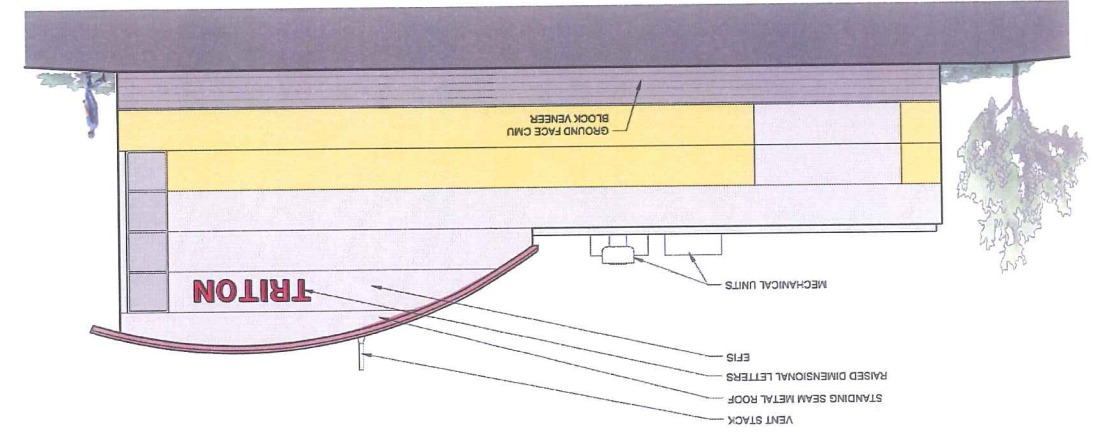 VENT STACK
STANDING SEAM METAL ROOF
RAISED DIMENSIONAL LETTERS
EFIS
MECHANICAL UNITS
TRITON
GROUND FACE CMU
BLOCK VENEER